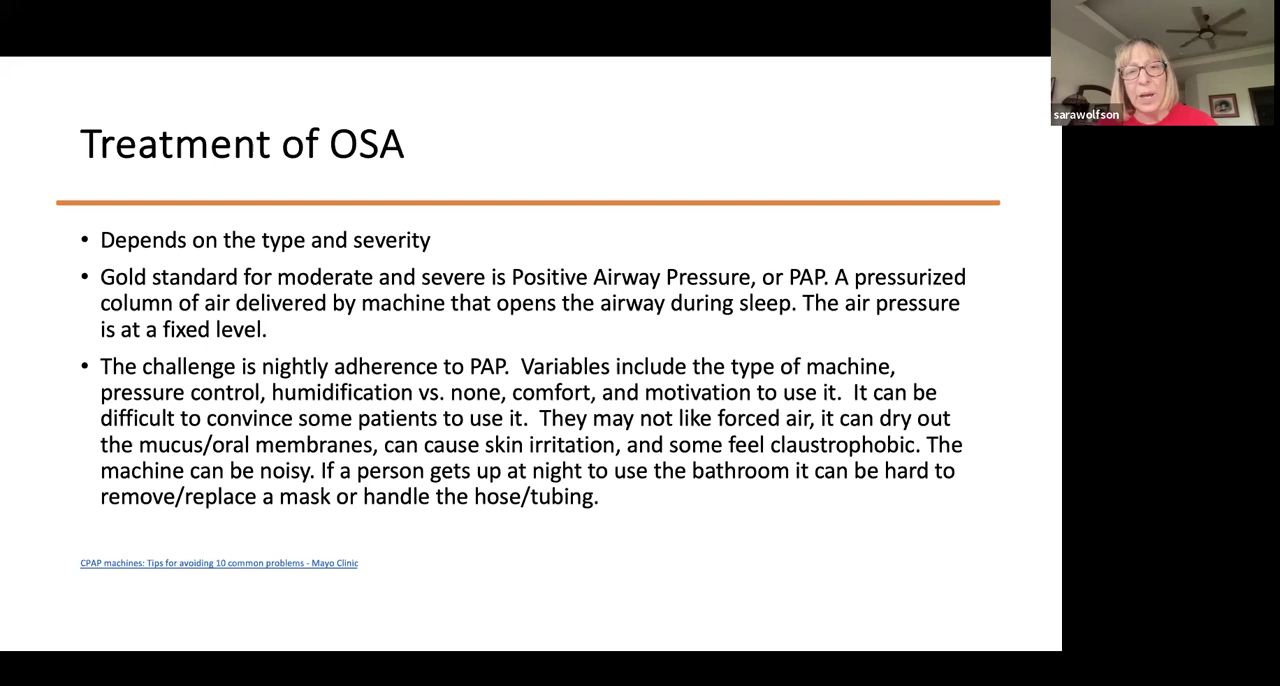 sarawolfson
Treatment of OSA
• Depends on the type and severity
• Gold standard for moderate and severe is Positive Airway Pressure, or PAP. A pressurized
column of air delivered by machine that opens the airway during sleep. The air pressure
is at a fixed level.
• The challenge is nightly adherence to PAP.  Variables include the type of machine,
pressure control, humidification vs. none, comfort, and motivation to use it.  It can be
difficult to convince some patients to use it.  They may not like forced air, it can dry out
the mucus/oral membranes, can cause skin irritation, and some feel claustrophobic. The
machine can be noisy. If a person gets up at night to use the bathroom it can be hard to
remove/replace a mask or handle the hose/tubing.
CPAP machines: Tips for avoiding 10 common problems - Mayo Clinic